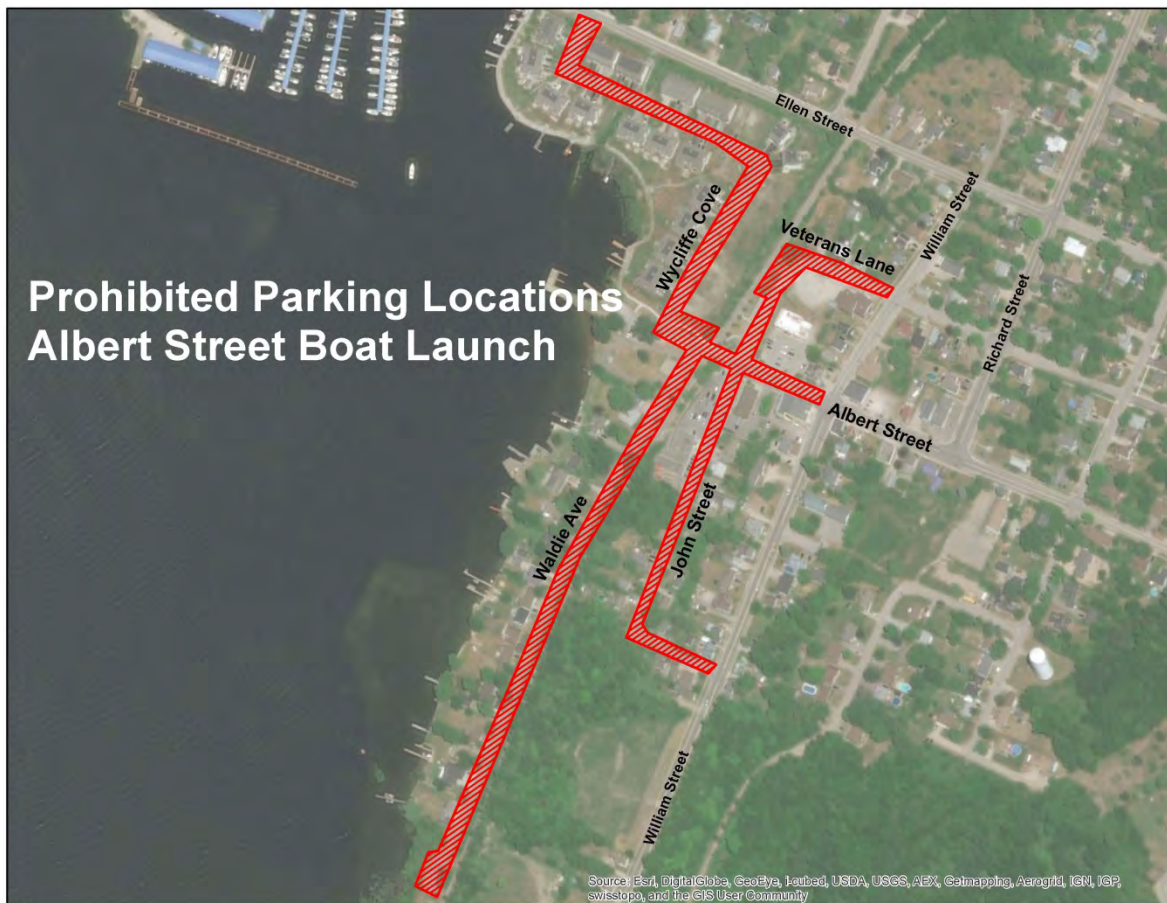 Ellen Street
William Street
Wycliffe Cove
Veterans Lane
Prohibited Parking Locations
Albert Street Boat Launch
Richard Street
Albert Street
John Street
Waldie Ave
William Street
Source: Esri, DigitalGlobe, GeoEye, i-cubed, USDA, USGS, AEX, Getmapping, Aerogrid, IGN, IGP,
swisstopo, and the GIS User Community